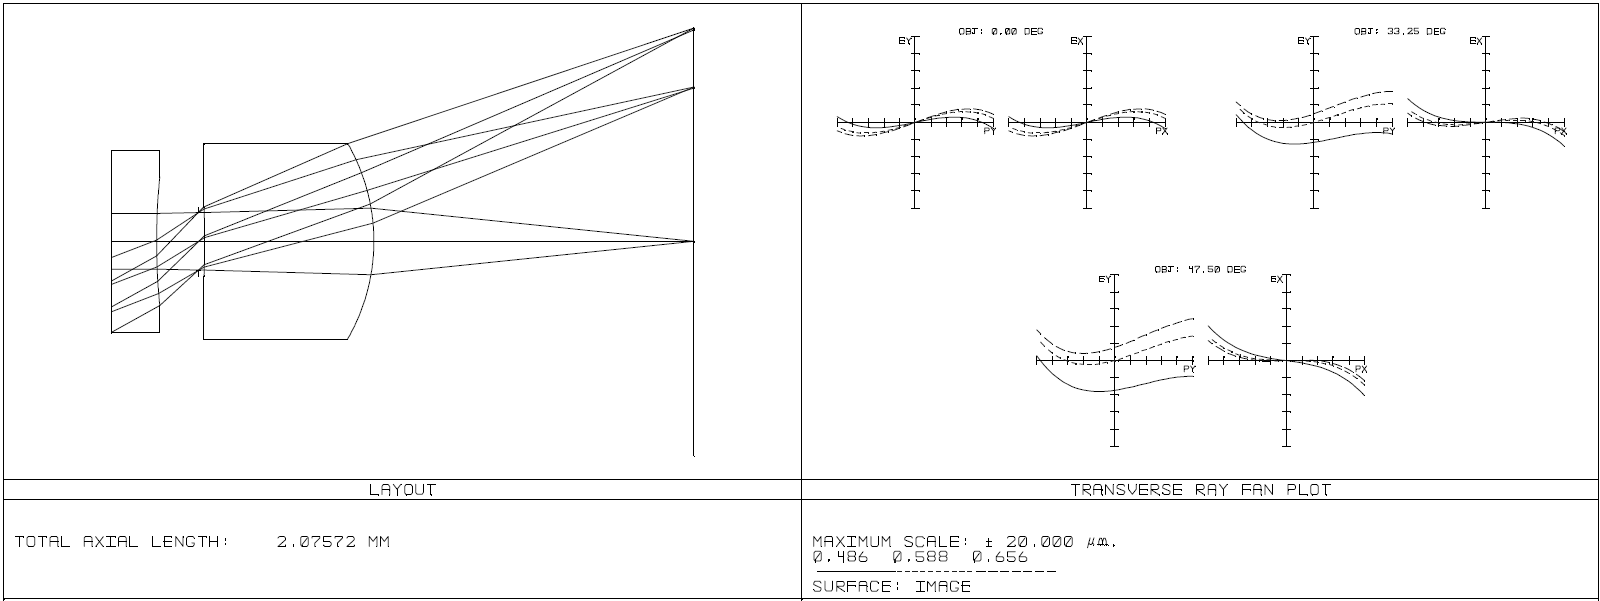 OBJ: 0.00 DEG
OBJ: 33.25 DEG
EY
EX
EY
EX
PY
PX
PY
PX
OBJ: 47.50 DEG
EY
EX
PY
PX
LAYOUT
TRANSVERSE RAY FAN PLOT
TOTAL AXIAL LENGTH: 2.07572 MM
MAXIMUM SCALE: ± 20.000 µm.
0.486 0.588 0.656
SURFACE: IMAGE